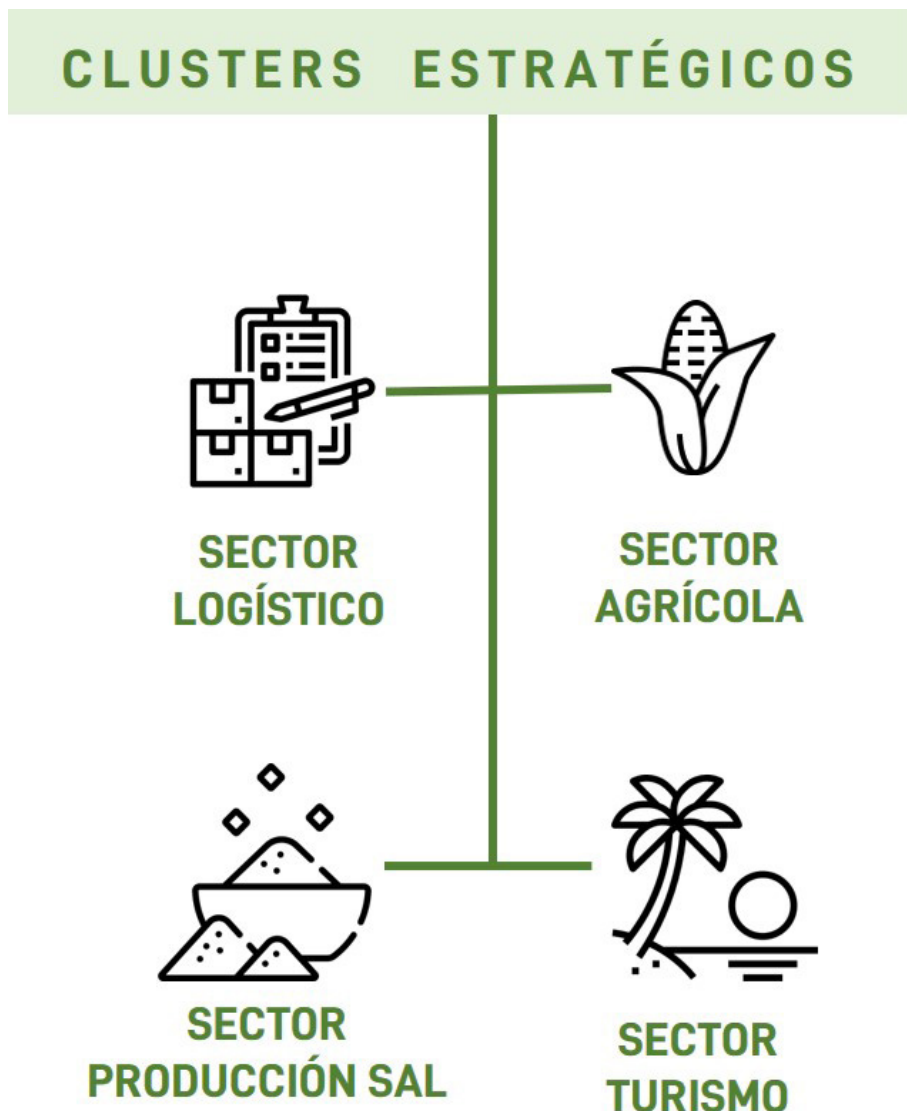 CLUSTERS ESTRATÉGICOS
SECTOR
LOGÍSTICO
SECTOR
AGRÍCOLA
SECTOR
PRODUCCIÓN SAL
SECTOR
TURISMO